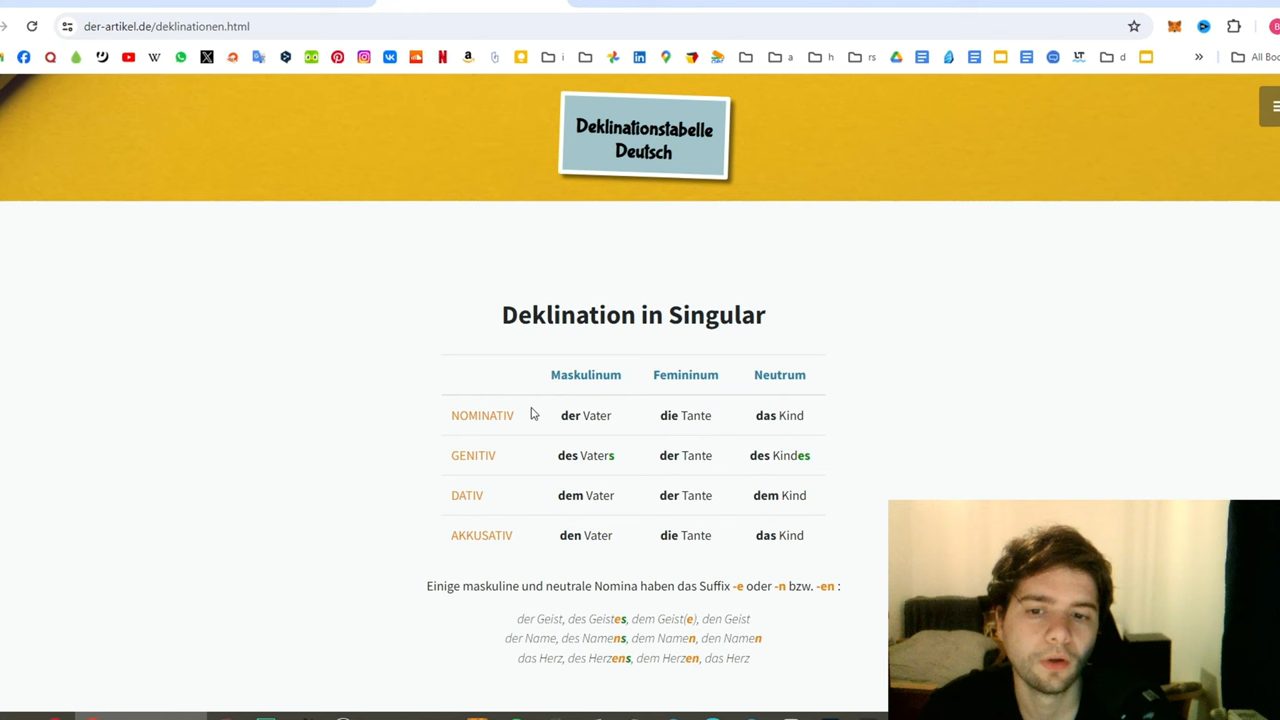 der-artikel.de/deklinationen.html
i
a
h
rs
d
»
All Boo
Deklinationstabelle
Deutsch
Deklination in Singular
Maskulinum Femininum Neutrum
NOMINATIV der Vater die Tante das Kind
GENITIV des Vaters der Tante des Kindes
DATIV dem Vater der Tante dem Kind
AKKUSATIV den Vater die Tante das Kind
Einige maskuline und neutrale Nomina haben das Suffix -e oder -n bzw. -en :
der Geist, des Geistes, dem Geist(e), den Geist
der Name, des Namens, dem Namen, den Namen
das Herz, des Herzens, dem Herzen, das Herz